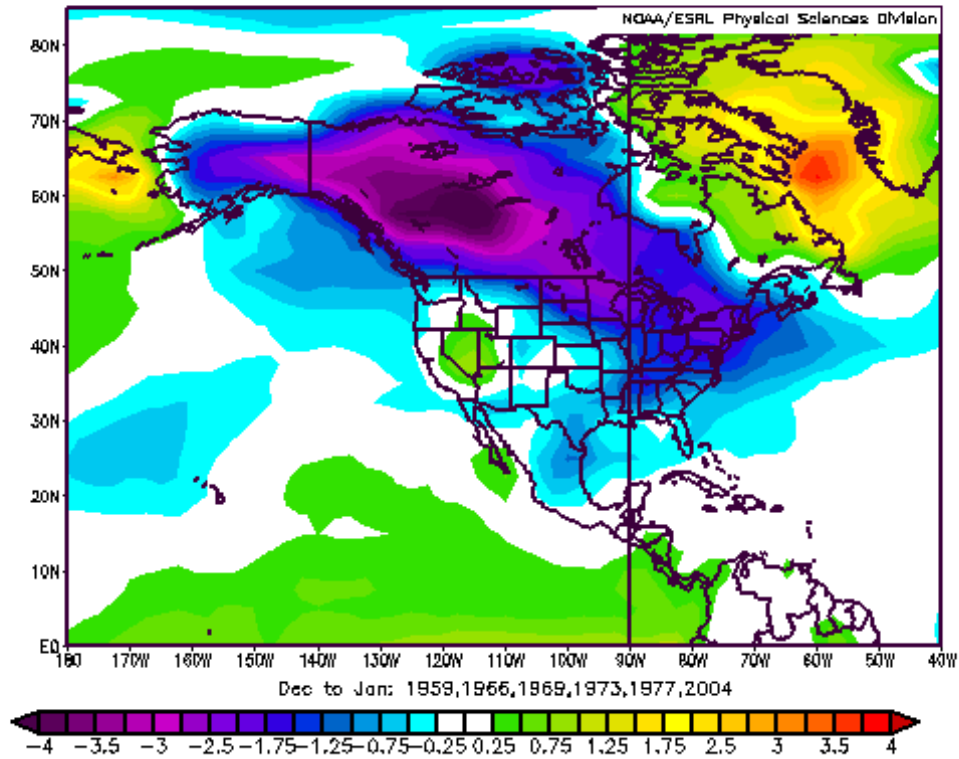 NOAA/ESRL Physical Sciences Division
80N
70N
60N
50N
40N
30N
20N
10N
EQ
180 170W 160W 150W 140W 130W 120W 110W 100W 90W 80W 70W 60W 50W 40W
Dec to Jan: 1959,1966,1969,1973,1977,2004
-4 -3.5 -3 -2.5 -1.75 -1.25 -0.75 -0.25 0.25 0.75 1.25 1.75 2.5 3 3.5 4